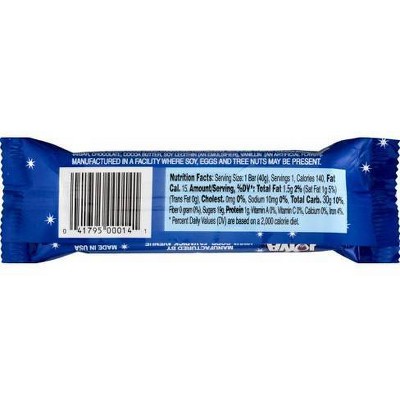 SUGAR, CHOCOLATE, COCOA BUTTER, SOY LECITHIN (AN EMULSIFIER), VANILLIN (AN ARTIFICIAL FLAVOR).
MANUFACTURED IN A FACILITY WHERE SOY, EGGS AND TREE NUTS MAY BE PRESENT.
Nutrition Facts: Serving Size: 1 Bar (40g), Servings 1, Calories 140, Fat
Cal. 15. Amount/Serving, %DV*: Total Fat 1.5g 2% (Sat Fat 1g 5%)
(Trans Fat 0g), Cholest. 0mg 0%, Sodium 10mg 0%, Total Carb. 30g 10%,
Fiber 0 gram 0%), Sugars 19g, Protein 1g, Vitamin A 0%, Vitamin C 0%, Calcium 0%, Iron 4%.
*Percent Daily Values (DV) are based on a 2,000 calorie diet.
0 41795 00014 1
MADE IN USA
MANUFACTURED BY
AVENUE